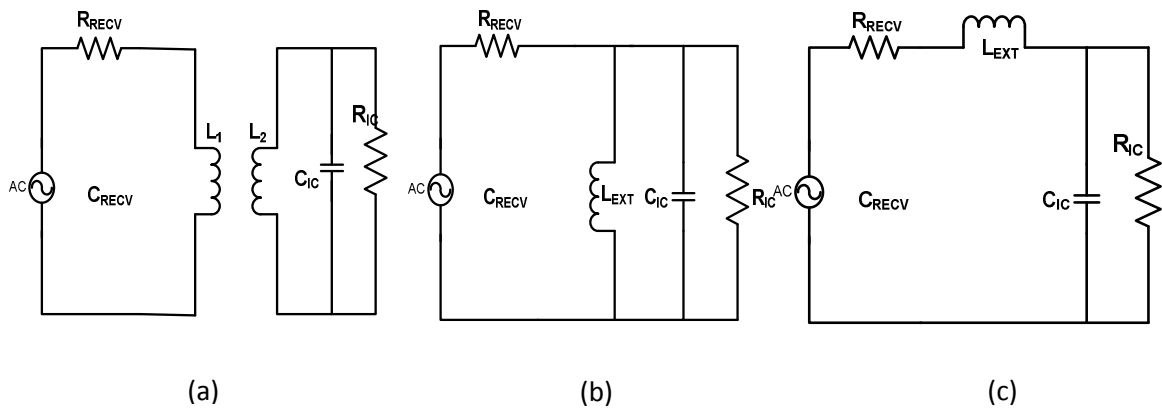 R_RECV
L_1
L_2
R_IC
C_IC
AC
C_RECV
(a)
R_RECV
L_EXT
C_IC
R_IC
AC
C_RECV
(b)
R_RECV
L_EXT
R_IC
C_IC
AC
C_RECV
(c)